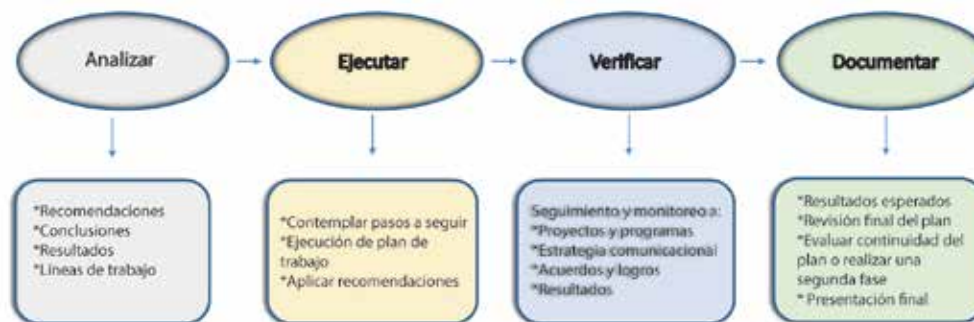 Analizar
Ejecutar
Verificar
Documentar
*Recomendaciones
*Conclusiones
*Resultados
*Líneas de trabajo
*Contemplar pasos a seguir
*Ejecución de plan de
trabajo
*Aplicar recomendaciones
Seguimiento y monitoreo a:
*Proyectos y programas
*Estrategia comunicacional
*Acuerdos y logros
*Resultados
*Resultados esperados
*Revisión final del plan
*Evaluar continuidad del
plan o realizar una
segunda fase
* Presentación final